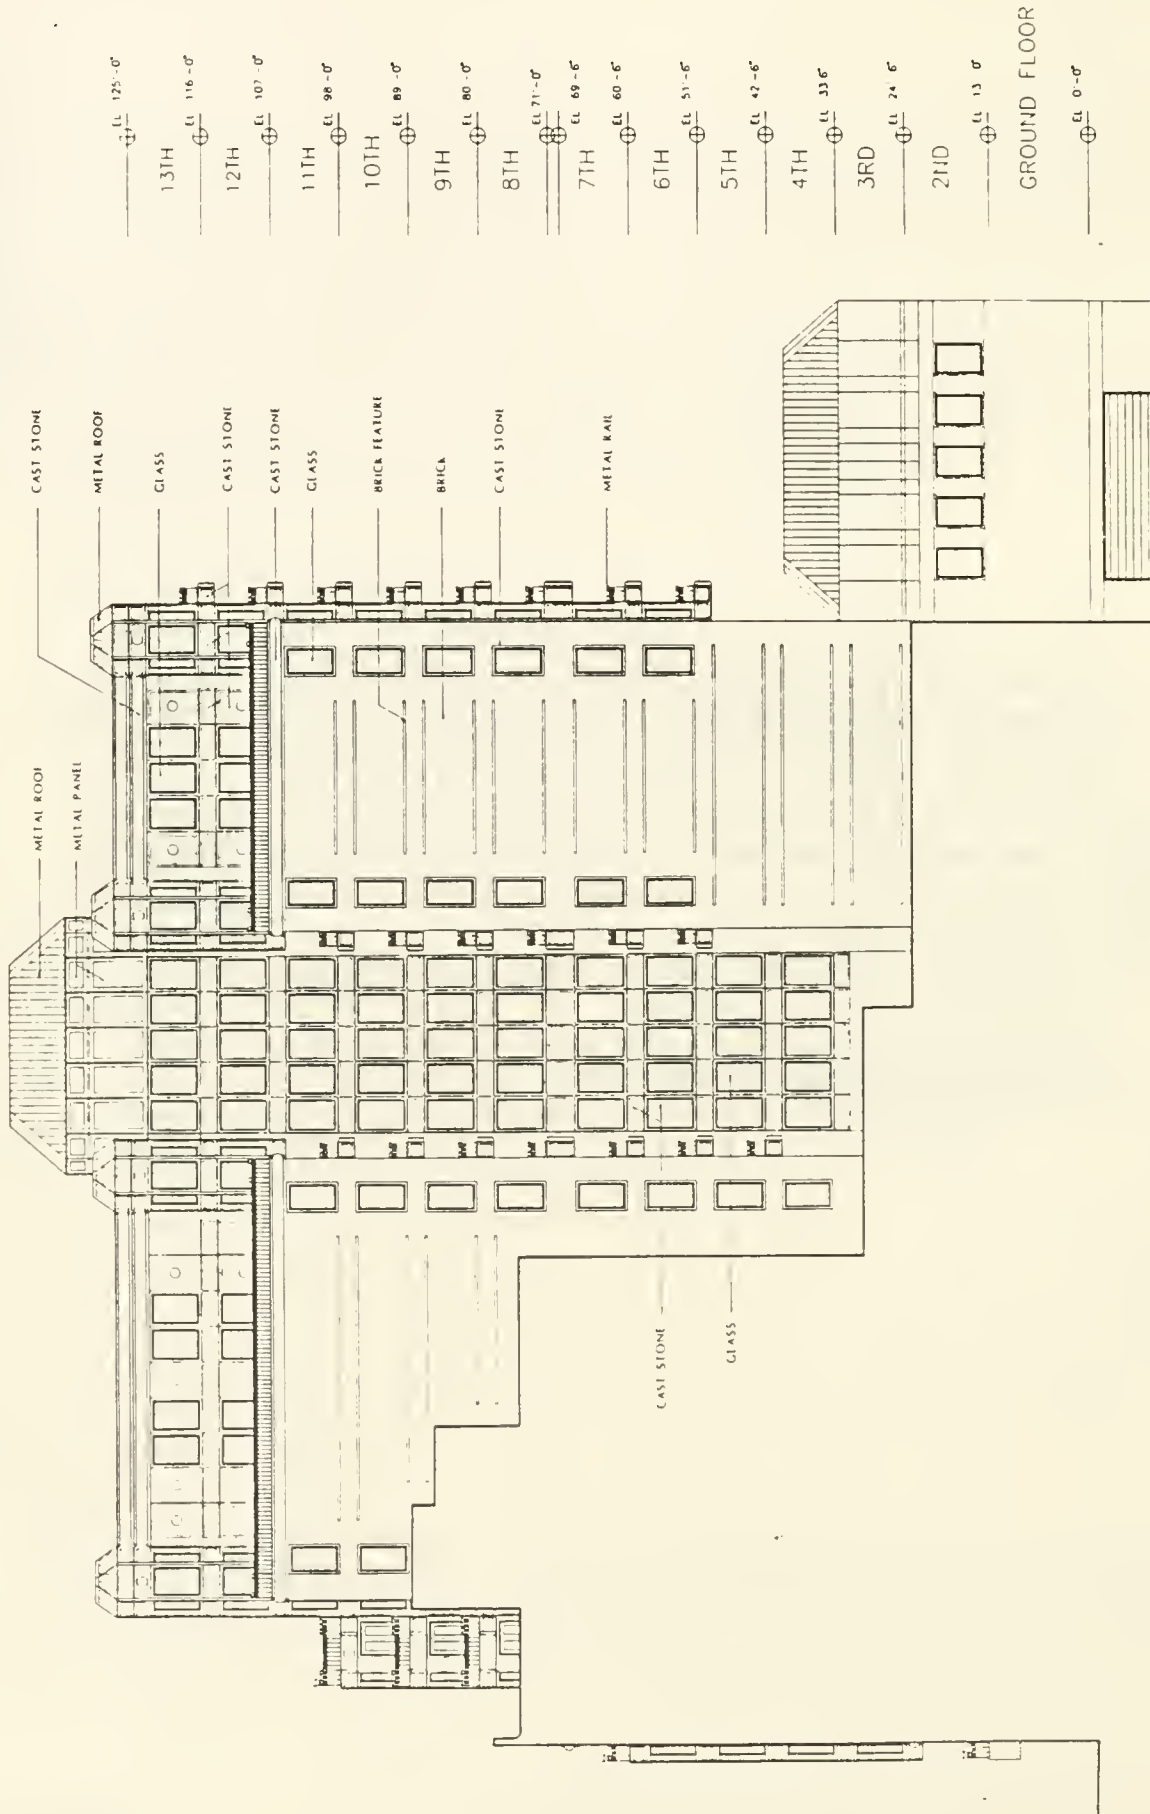 CAST STONE
METAL ROOF
GLASS
CAST STONE
CAST STONE
GLASS
BRICK FEATURE
BRICK
CAST STONE
METAL RAIL
METAL ROOF
METAL PANEL
CAST STONE
GLASS
EL 125'-0"
13TH
EL 116'-0"
12TH
EL 107'-0"
11TH
EL 98'-0"
10TH
EL 89'-0"
9TH
EL 80'-0"
8TH
EL 71'-0"
EL 69'-6"
7TH
EL 60'-6"
6TH
EL 51'-6"
5TH
EL 42'-6"
4TH
EL 33'6"
3RD
EL 24'6"
2ND
EL 13'0"
GROUND FLOOR
EL 0'-0"